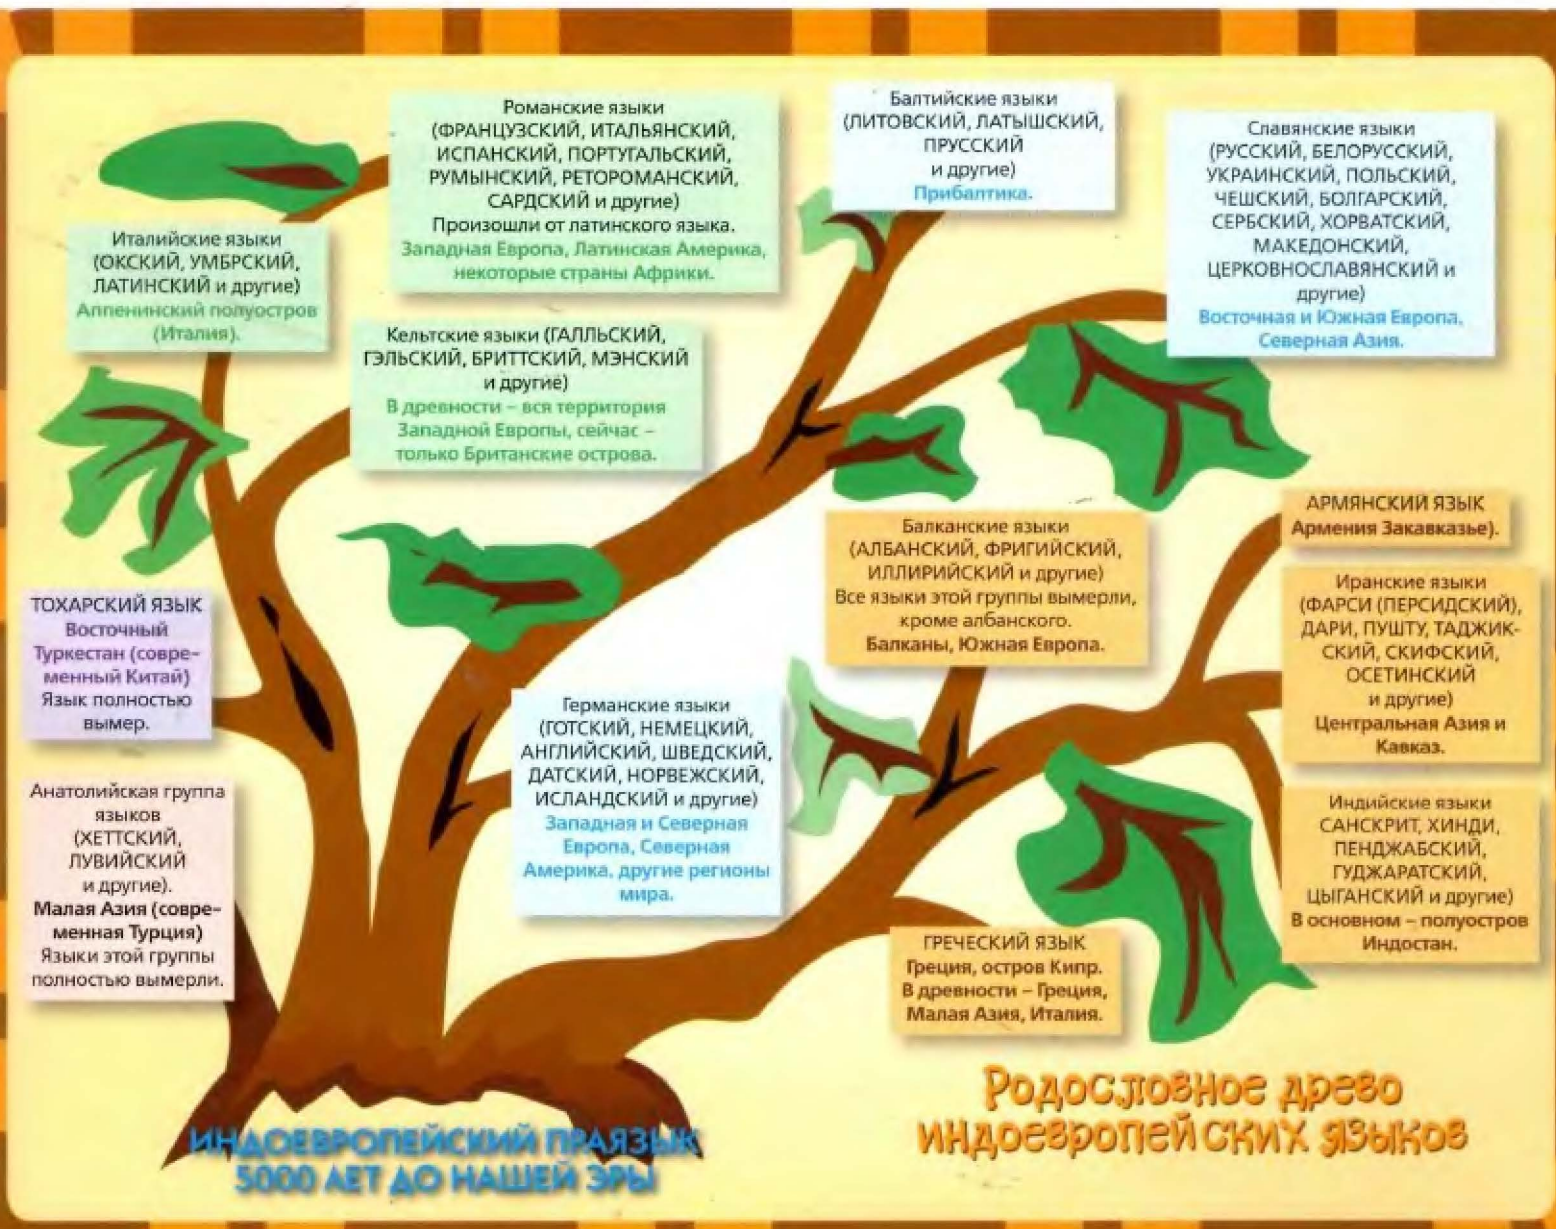 Романские языки
(ФРАНЦУЗСКИЙ, ИТАЛЬЯНСКИЙ,
ИСПАНСКИЙ, ПОРТУГАЛЬСКИЙ,
РУМЫНСКИЙ, РЕТОРОМАНСКИЙ,
САРДСКИЙ и другие)
Произошли от латинского языка.
Западная Европа, Латинская Америка,
некоторые страны Африки.
Балтийские языки
(ЛИТОВСКИЙ, ЛАТЫШСКИЙ,
ПРУССКИЙ
и другие)
Прибалтика.
Славянские языки
(РУССКИЙ, БЕЛОРУССКИЙ,
УКРАИНСКИЙ, ПОЛЬСКИЙ,
ЧЕШСКИЙ, БОЛГАРСКИЙ,
СЕРБСКИЙ, ХОРВАТСКИЙ,
МАКЕДОНСКИЙ,
ЦЕРКОВНОСЛАВЯНСКИЙ и
другие)
Восточная и Южная Европа,
Северная Азия.
Италийские языки
(ОКСКИЙ, УМБРСКИЙ,
ЛАТИНСКИЙ и другие)
Аппенинский полуостров
(Италия).
Кельтские языки (ГАЛЛЬСКИЙ,
ГЭЛЬСКИЙ, БРИТТСКИЙ, МЭНСКИЙ
и другие)
В древности – вся территория
Западной Европы, сейчас –
только Британские острова.
АРМЯНСКИЙ ЯЗЫК
Армения Закавказье).
Балканские языки
(АЛБАНСКИЙ, ФРИГИЙСКИЙ,
ИЛЛИРИЙСКИЙ и другие)
Все языки этой группы вымерли,
кроме албанского.
Балканы, Южная Европа.
Иранские языки
(ФАРСИ (ПЕРСИДСКИЙ),
ДАРИ, ПУШТУ, ТАДЖИК-
СКИЙ, СКИФСКИЙ,
ОСЕТИНСКИЙ
и другие)
Центральная Азия и
Кавказ.
ТОХАРСКИЙ ЯЗЫК
Восточный
Туркестан (совре-
менный Китай)
Язык полностью
вымер.
Германские языки
(ГОТСКИЙ, НЕМЕЦКИЙ,
АНГЛИЙСКИЙ, ШВЕДСКИЙ,
ДАТСКИЙ, НОРВЕЖСКИЙ,
ИСЛАНДСКИЙ и другие)
Западная и Северная
Европа, Северная
Америка, другие регионы
мира.
Анатолийская группа
языков
(ХЕТТСКИЙ,
ЛУВИЙСКИЙ
и другие).
Малая Азия (совре-
менная Турция)
Языки этой группы
полностью вымерли.
Индийские языки
САНСКРИТ, ХИНДИ,
ПЕНДЖАБСКИЙ,
ГУДЖАРАТСКИЙ,
ЦЫГАНСКИЙ и другие)
В основном – полуостров
Индостан.
ГРЕЧЕСКИЙ ЯЗЫК
Греция, остров Кипр.
В древности – Греция,
Малая Азия, Италия.
Родословное древо
индоевропейских языков
ИНДОЕВРОПЕЙСКИЙ ПРАЯЗЫК
5000 ЛЕТ ДО НАШЕЙ ЭРЫ